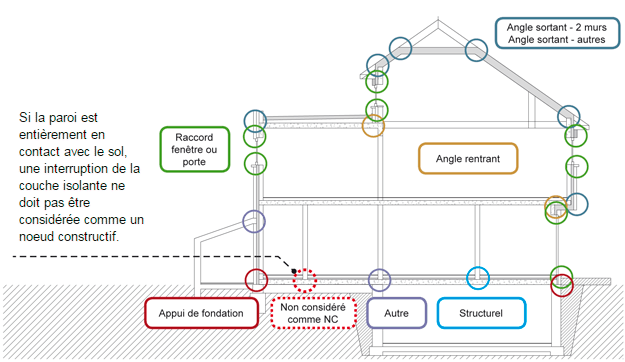 Angle sortant - 2 murs
Angle sortant - autres
Si la paroi est
entièrement en
contact avec le sol,
une interruption de la
couche isolante ne
doit pas être
considérée comme un
noeud constructif.
Raccord
fenêtre ou
porte
Angle rentrant
Appui de fondation
Non considéré
comme NC
Autre
Structurel